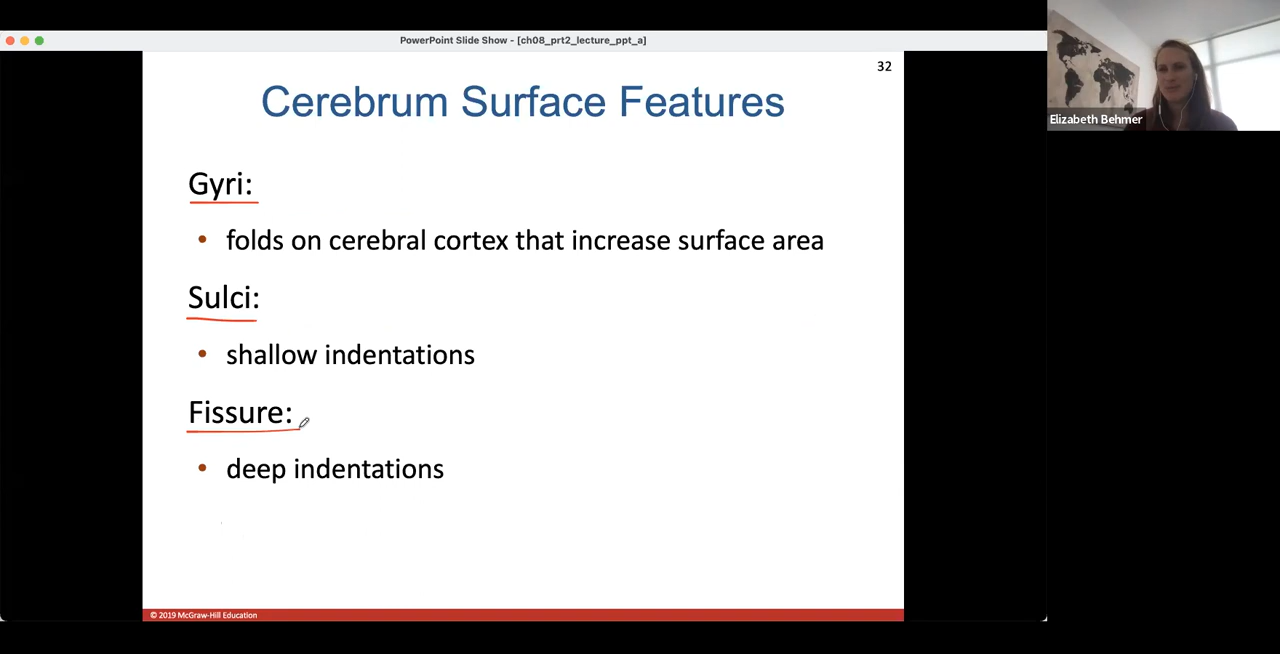 PowerPoint Slide Show - [ch08_prt2_lecture_ppt_a]
32
Cerebrum Surface Features
Elizabeth Behmer
Gyri:
• folds on cerebral cortex that increase surface area
Sulci:
• shallow indentations
Fissure:
• deep indentations
© 2019 McGraw-Hill Education